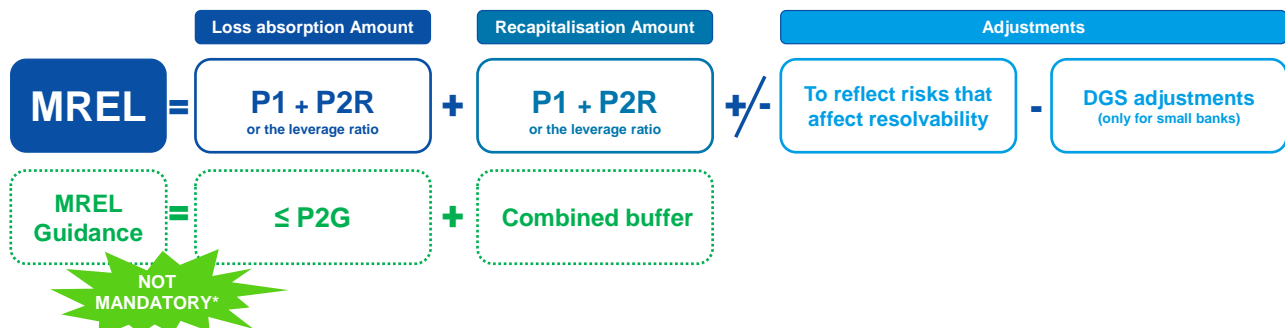 Loss absorption Amount
Recapitalisation Amount
Adjustments
MREL
=
P1 + P2R
or the leverage ratio
+
P1 + P2R
or the leverage ratio
+/-
To reflect risks that
affect resolvability
-
DGS adjustments
(only for small banks)
MREL
Guidance
=
≤ P2G
+
Combined buffer
NOT
MANDATORY*